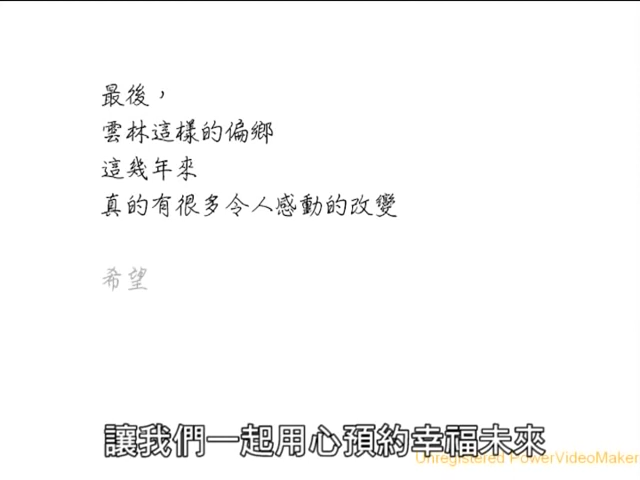 最後，
雲林這樣的偏鄉
這幾年來
真的有很多令人感動的改變
希望
讓我們一起用心預約幸福未來
Unregistered PowerVideoMaker